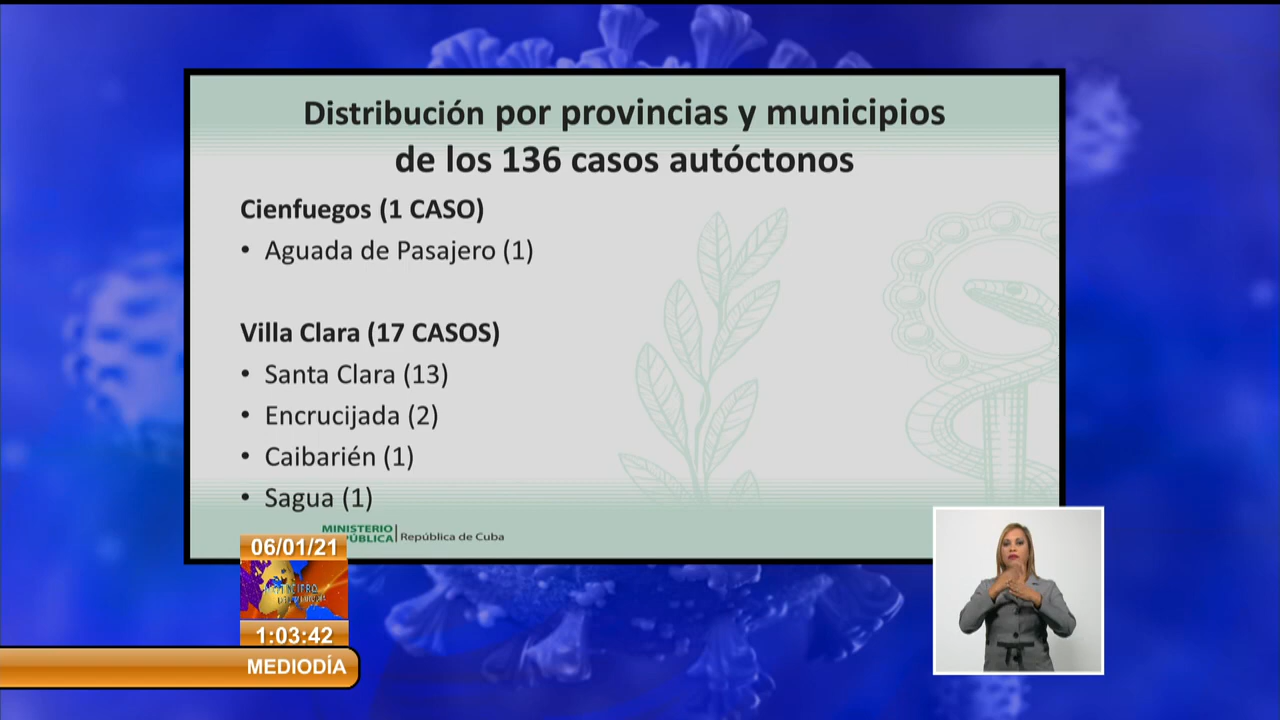 Distribución por provincias y municipios
de los 136 casos autóctonos
Cienfuegos (1 CASO)
• Aguada de Pasajero (1)
Villa Clara (17 CASOS)
• Santa Clara (13)
• Encrucijada (2)
• Caibarién (1)
• Sagua (1)
MINISTERIO
PÚBLICA
República de Cuba
06/01/21
1:03:42
MEDIODÍA